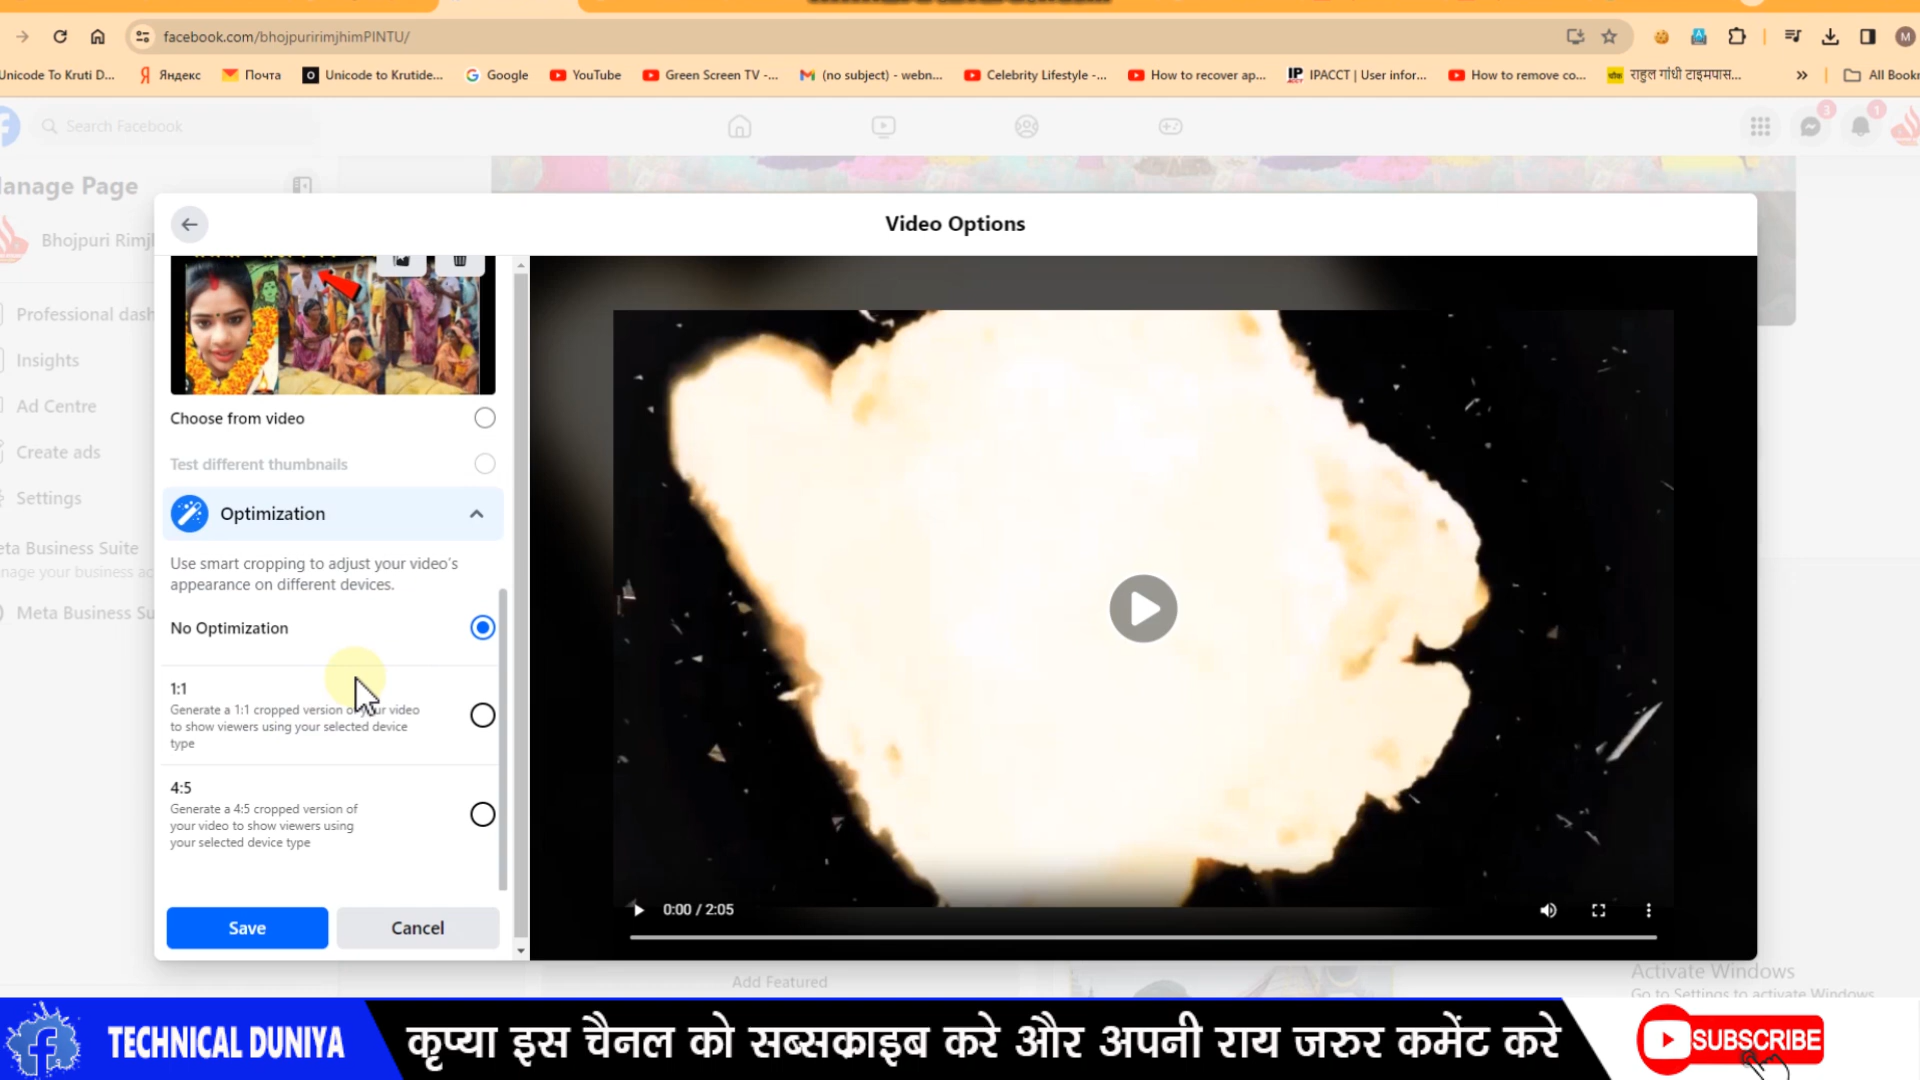 facebook.com/bhojpuririmjhimPINTU/
Unicode To Kruti D... Яндекс Почта Unicode to Krutide... Google YouTube Green Screen TV -... (no subject) - webn... Celebrity Lifestyle -... How to recover ap... IPACCT | User infor... How to remove co... राहुल गांधी टाइमपास... » All Bookr
Search Facebook
3
1
anage Page
Bhojpuri Rimjl
Video Options
Professional dash
Insights
Ad Centre
Create ads
Settings
eta Business Suite
nage your business ac
Meta Business Su
Choose from video
Test different thumbnails
Optimization
Use smart cropping to adjust your video's
appearance on different devices.
No Optimization
1:1
Generate a 1:1 cropped version of your video
to show viewers using your selected device
type
4:5
Generate a 4:5 cropped version of
your video to show viewers using
your selected device type
Save Cancel
0:00 / 2:05
Add Featured
Activate Windows
Go to Settings to activate Windows
TECHNICAL DUNIYA
कृप्या इस चैनल को सब्सक्राइब करे और अपनी राय जरुर कमेंट करे
SUBSCRIBE